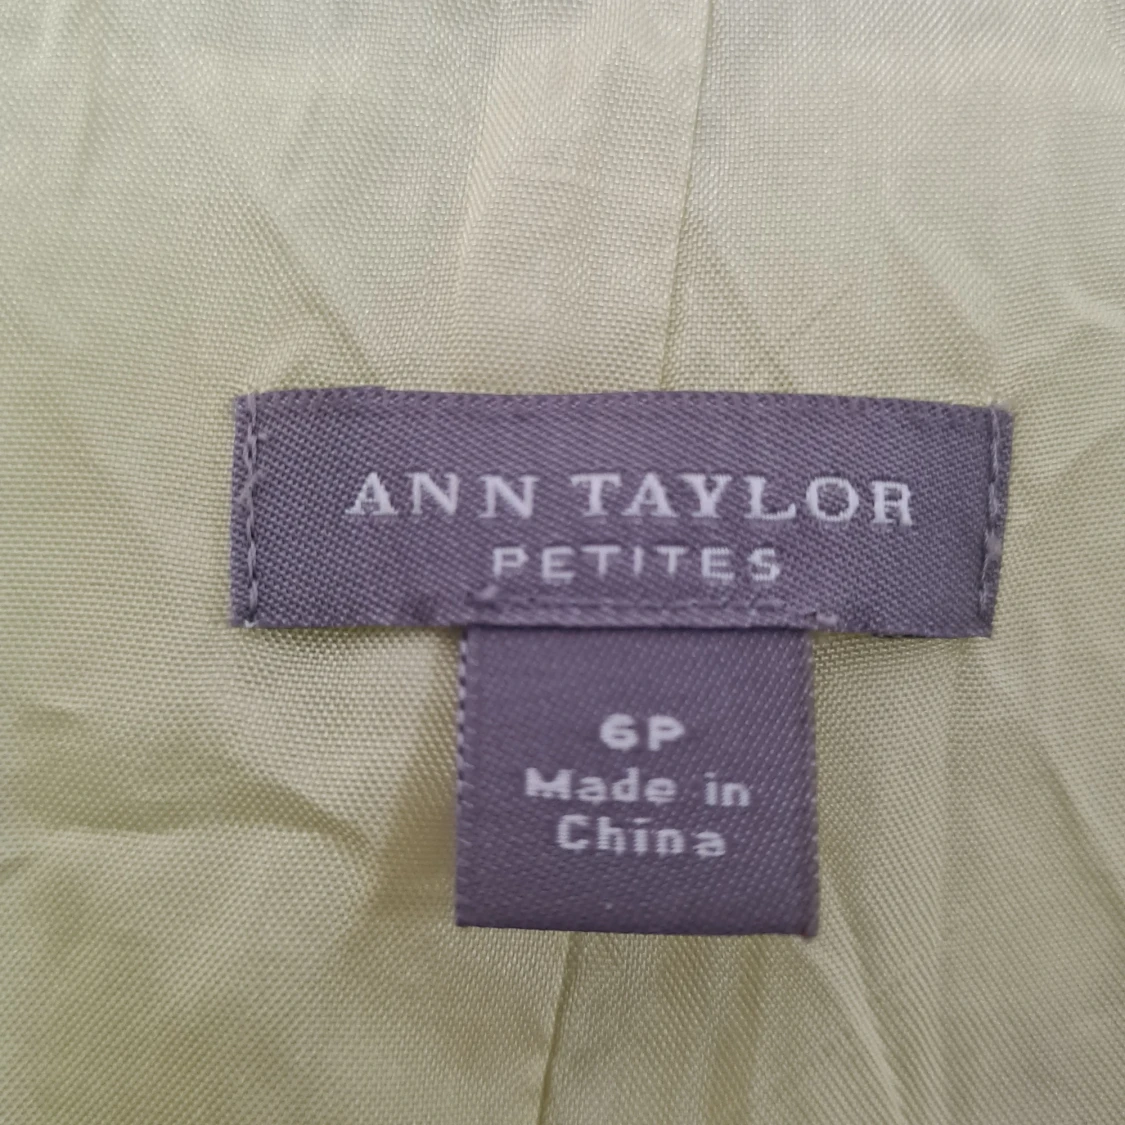 ANN TAYLOR
PETITES
6P
Made in
China